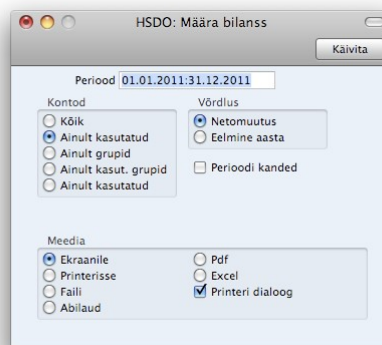 HSDO: Määra bilanss
Käivita
Periood 01.01.2011:31.12.2011
Kontod
Kõik
Ainult kasutatud
Ainult grupid
Ainult kasut. grupid
Ainult kasutatud
Võrdlus
Netomuutus
Eelmine aasta
Perioodi kanded
Meedia
Ekraanile
Printerisse
Faili
Abilaud
Pdf
Excel
Printeri dialoog